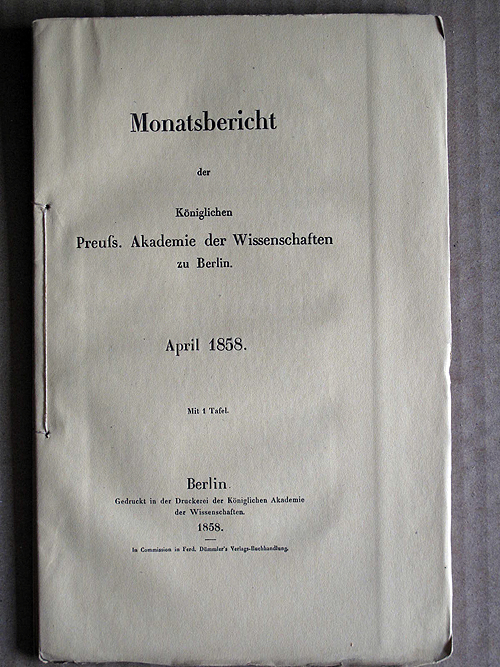 Monatsbericht
der
Königlichen
Preuſs. Akademie der Wissenschaften
zu Berlin.
April 1858.
Mit 1 Tafel.
Berlin.
Gedruckt in der Druckerei der Königlichen Akademie
der Wissenschaften.
1858.
In Commission in Ferd. Dümmler's Verlags-Buchhandlung.